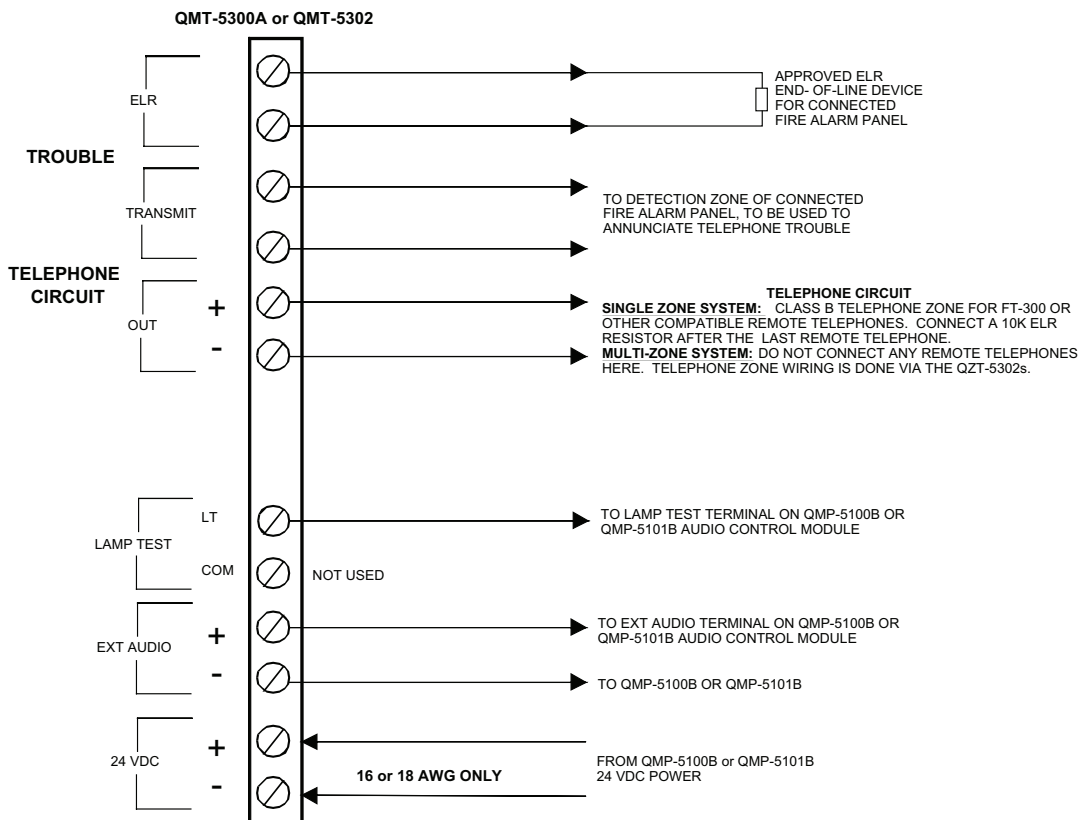 QMT-5300A or QMT-5302
ELR
APPROVED ELR
END- OF-LINE DEVICE
FOR CONNECTED
FIRE ALARM PANEL
TROUBLE
TRANSMIT
TO DETECTION ZONE OF CONNECTED
FIRE ALARM PANEL, TO BE USED TO
ANNUNCIATE TELEPHONE TROUBLE
TELEPHONE
CIRCUIT
OUT
+
-
TELEPHONE CIRCUIT
SINGLE ZONE SYSTEM: CLASS B TELEPHONE ZONE FOR FT-300 OR
OTHER COMPATIBLE REMOTE TELEPHONES. CONNECT A 10K ELR
RESISTOR AFTER THE LAST REMOTE TELEPHONE.
MULTI-ZONE SYSTEM: DO NOT CONNECT ANY REMOTE TELEPHONES
HERE. TELEPHONE ZONE WIRING IS DONE VIA THE QZT-5302s.
LAMP TEST
LT
TO LAMP TEST TERMINAL ON QMP-5100B OR
QMP-5101B AUDIO CONTROL MODULE
COM
NOT USED
EXT AUDIO
+
TO EXT AUDIO TERMINAL ON QMP-5100B OR
QMP-5101B AUDIO CONTROL MODULE
-
TO QMP-5100B OR QMP-5101B
24 VDC
+
-
16 or 18 AWG ONLY
FROM QMP-5100B or QMP-5101B
24 VDC POWER